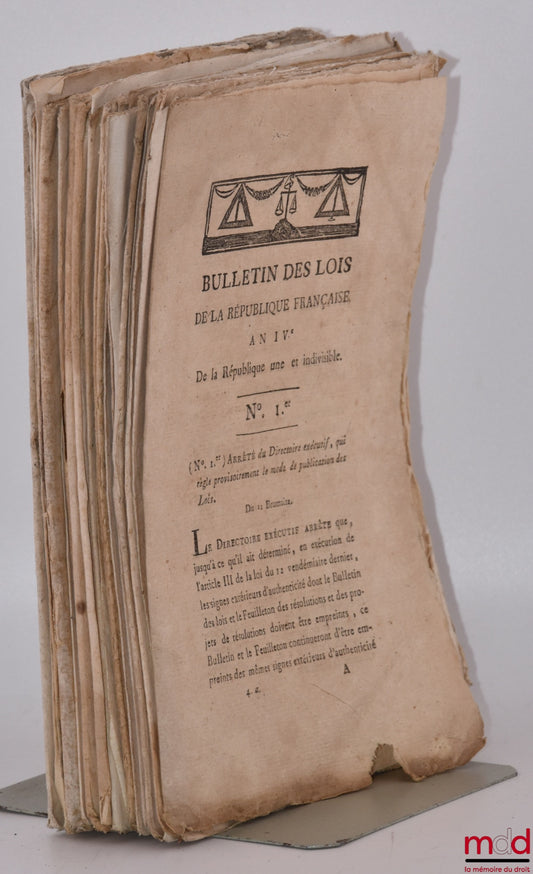 BULLETIN DES LOIS
DE LA RÉPUBLIQUE FRANÇAISE.
AN IV.e
De la République une et indivisible.
N.o 1.er
(N.o 1.er) ARRÊTÉ du Directoire exécutif, qui
règle provisoirement le mode de publication des
Lois.
Du 12 Brumaire.
LE DIRECTOIRE EXÉCUTIF ARRÊTE que,
jusqu'à ce qu'il ait déterminé, en exécution de
l'article III de la loi du 12 vendémiaire dernier,
les signes extérieurs d'authenticité dont le Bulletin
des lois et le Feuilleton des résolutions et des pro-
jets de résolutions doivent être empreints, ce
Bulletin et le Feuilleton continueront d'être em-
preints des mêmes signes extérieurs d'authenticité
4 a.
A
mdd
la mémoire du droit